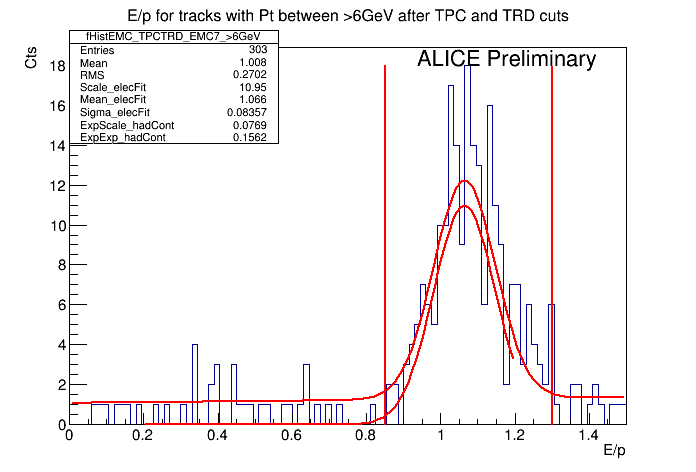 E/p for tracks with Pt between >6GeV after TPC and TRD cuts
Cts
fHistEMC_TPCTRD_EMC7_>6GeV
Entries 303
Mean 1.008
RMS 0.2702
Scale_elecFit 10.95
Mean_elecFit 1.066
Sigma_elecFit 0.08357
ExpScale_hadCont 0.0769
ExpExp_hadCont 0.1562
ALICE Preliminary
18
16
14
12
10
8
6
4
2
0
0 0.2 0.4 0.6 0.8 1 1.2 1.4
E/p